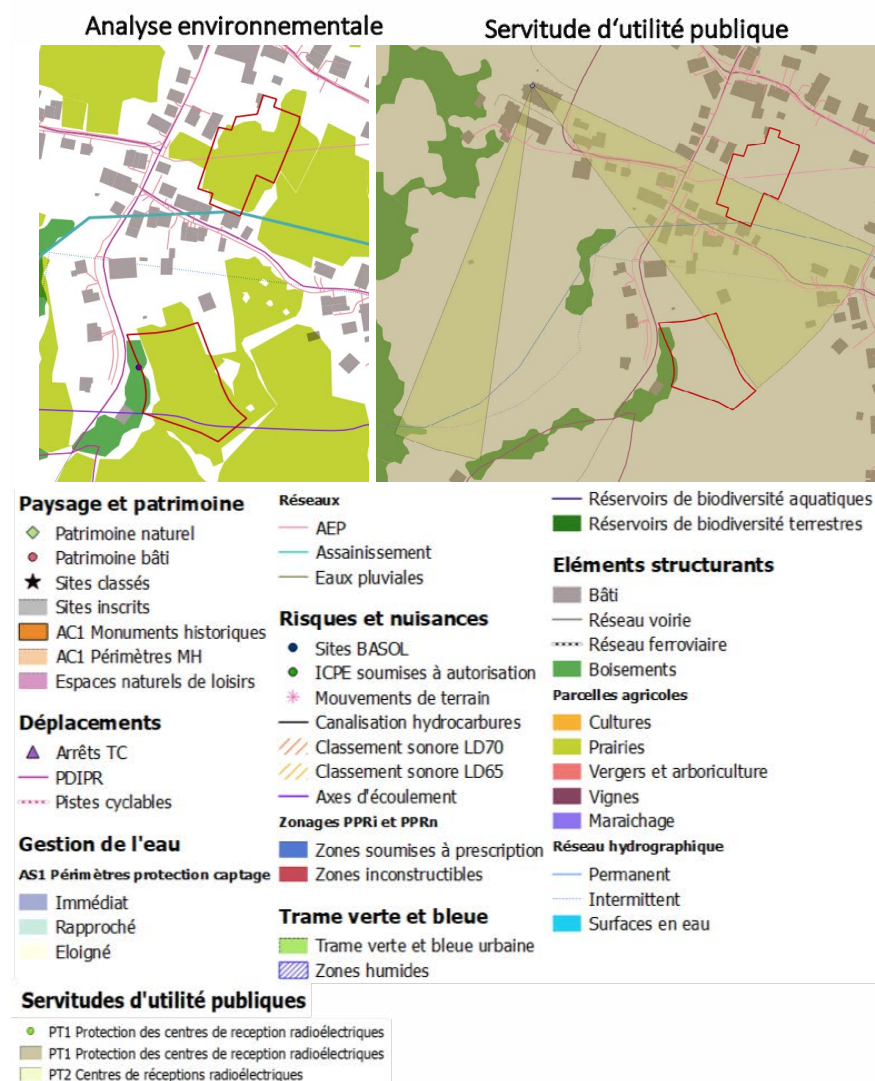 Analyse environnementale
Servitude d‘utilité publique
Paysage et patrimoine
Patrimoine naturel
Patrimoine bâti
Sites classés
Sites inscrits
AC1 Monuments historiques
AC1 Périmètres MH
Espaces naturels de loisirs
Déplacements
Arrêts TC
PDIPR
Pistes cyclables
Gestion de l'eau
AS1 Périmètres protection captage
Immédiat
Rapproché
Eloigné
Réseaux
AEP
Assainissement
Eaux pluviales
Risques et nuisances
Sites BASOL
ICPE soumises à autorisation
Mouvements de terrain
Canalisation hydrocarbures
Classement sonore LD70
Classement sonore LD65
Axes d'écoulement
Zonages PPRi et PPRn
Zones soumises à prescription
Zones inconstructibles
Trame verte et bleue
Trame verte et bleue urbaine
Zones humides
Réservoirs de biodiversité aquatiques
Réservoirs de biodiversité terrestres
Eléments structurants
Bâti
Réseau voirie
Réseau ferroviaire
Boisements
Parcelles agricoles
Cultures
Prairies
Vergers et arboriculture
Vignes
Maraichage
Réseau hydrographique
Permanent
Intermittent
Surfaces en eau
Servitudes d'utilité publiques
PT1 Protection des centres de reception radioélectriques
PT1 Protection des centres de reception radioélectriques
PT2 Centres de réceptions radioélectriques